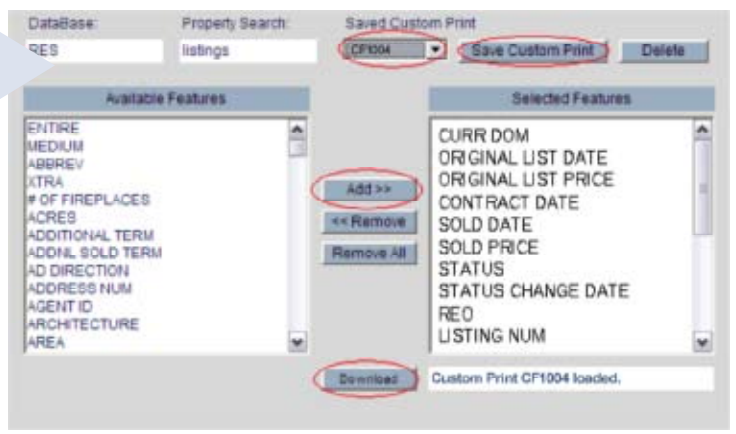 DataBase: Property Search: Saved Custom Print
RES listings CF1004 Save Custom Print Delete
Available Features
ENTIRE
MEDIUM
ABBREV
XTRA
# OF FIREPLACES
ACRES
ADDITIONAL TERM
ADDNL SOLD TERM
AD DIRECTION
ADDRESS NUM
AGENT ID
ARCHITECTURE
AREA
Add >>
<< Remove
Remove All
Selected Features
CURR DOM
ORIGINAL LIST DATE
ORIGINAL LIST PRICE
CONTRACT DATE
SOLD DATE
SOLD PRICE
STATUS
STATUS CHANGE DATE
REO
LISTING NUM
Download Custom Print CF1004 loaded.